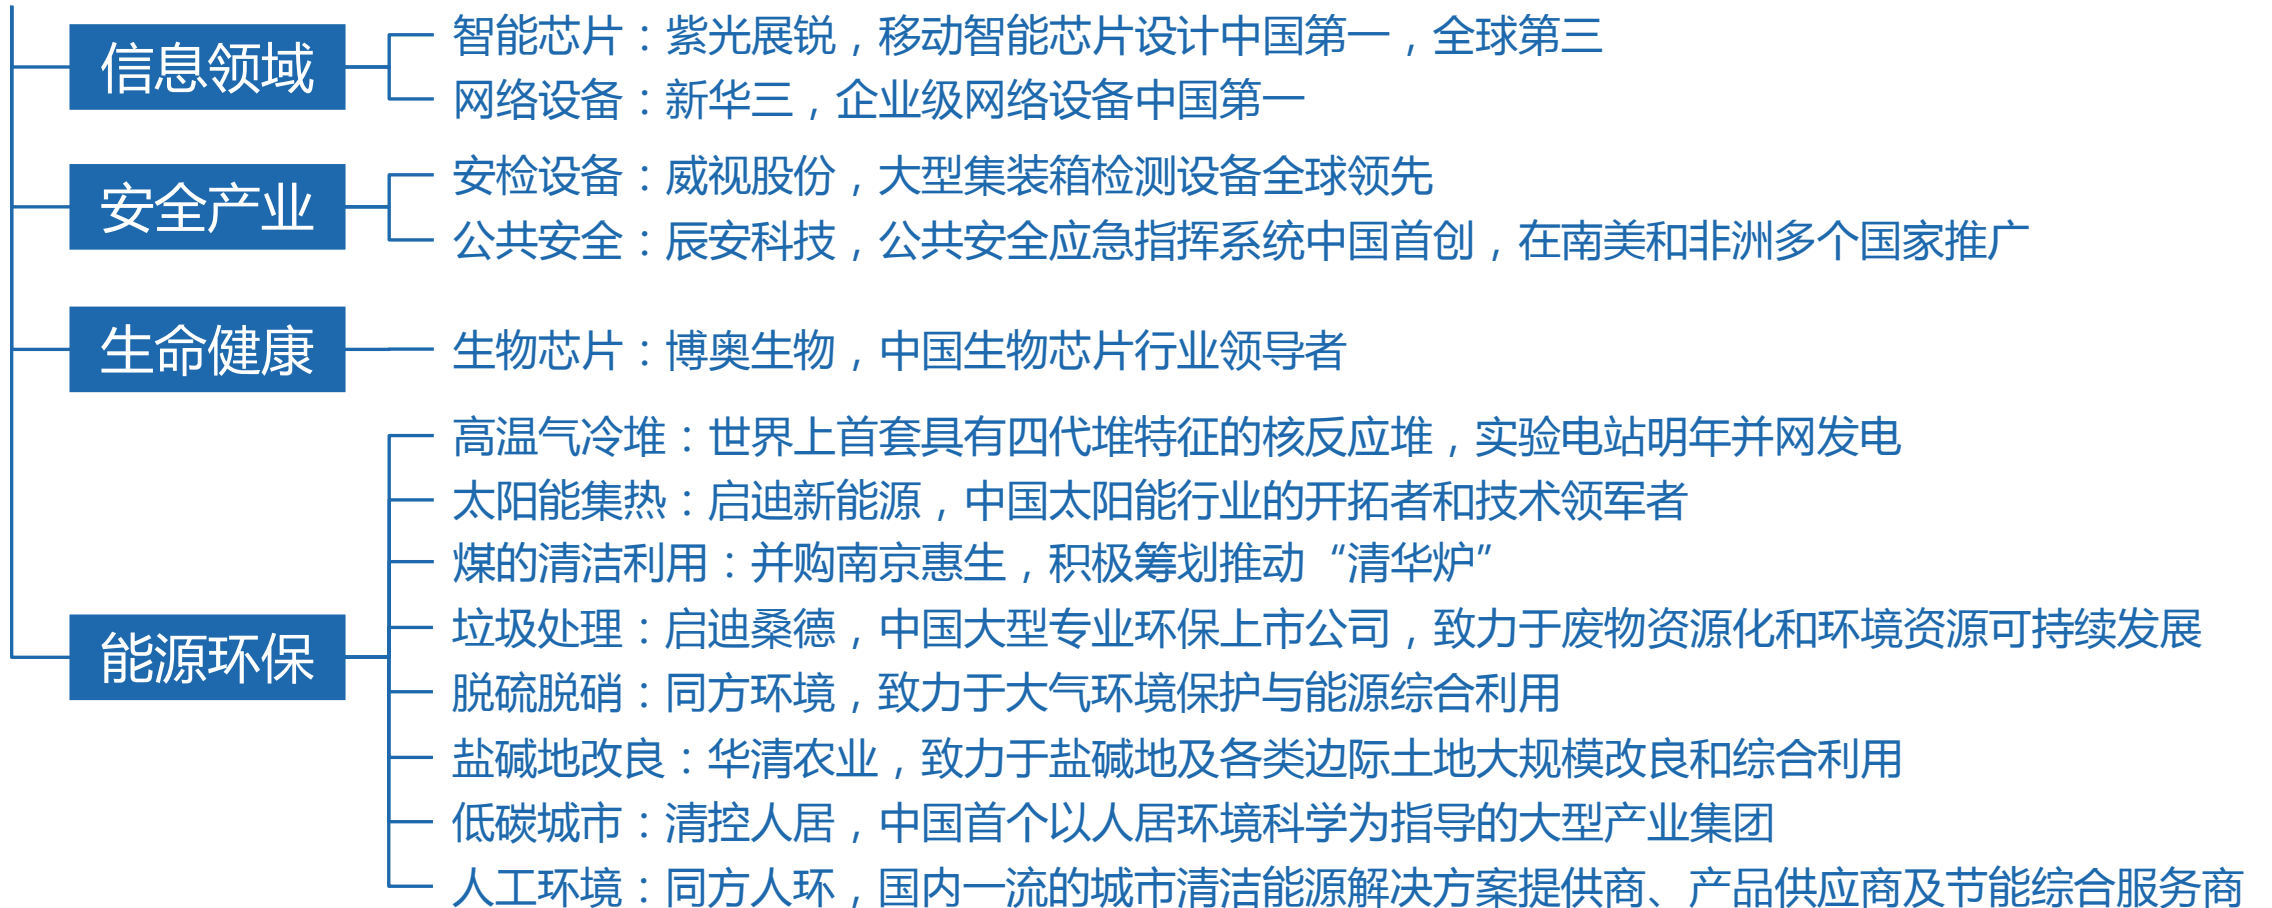 信息领域
智能芯片：紫光展锐，移动智能芯片设计中国第一，全球第三
网络设备：新华三，企业级网络设备中国第一
安全产业
安检设备：威视股份，大型集装箱检测设备全球领先
公共安全：辰安科技，公共安全应急指挥系统中国首创，在南美和非洲多个国家推广
生命健康
生物芯片：博奥生物，中国生物芯片行业领导者
能源环保
高温气冷堆：世界上首套具有四代堆特征的核反应堆，实验电站明年并网发电
太阳能集热：启迪新能源，中国太阳能行业的开拓者和技术领军者
煤的清洁利用：并购南京惠生，积极筹划推动“清华炉”
垃圾处理：启迪桑德，中国大型专业环保上市公司，致力于废物资源化和环境资源可持续发展
脱硫脱硝：同方环境，致力于大气环境保护与能源综合利用
盐碱地改良：华清农业，致力于盐碱地及各类边际土地大规模改良和综合利用
低碳城市：清控人居，中国首个以人居环境科学为指导的大型产业集团
人工环境：同方人环，国内一流的城市清洁能源解决方案提供商、产品供应商及节能综合服务商